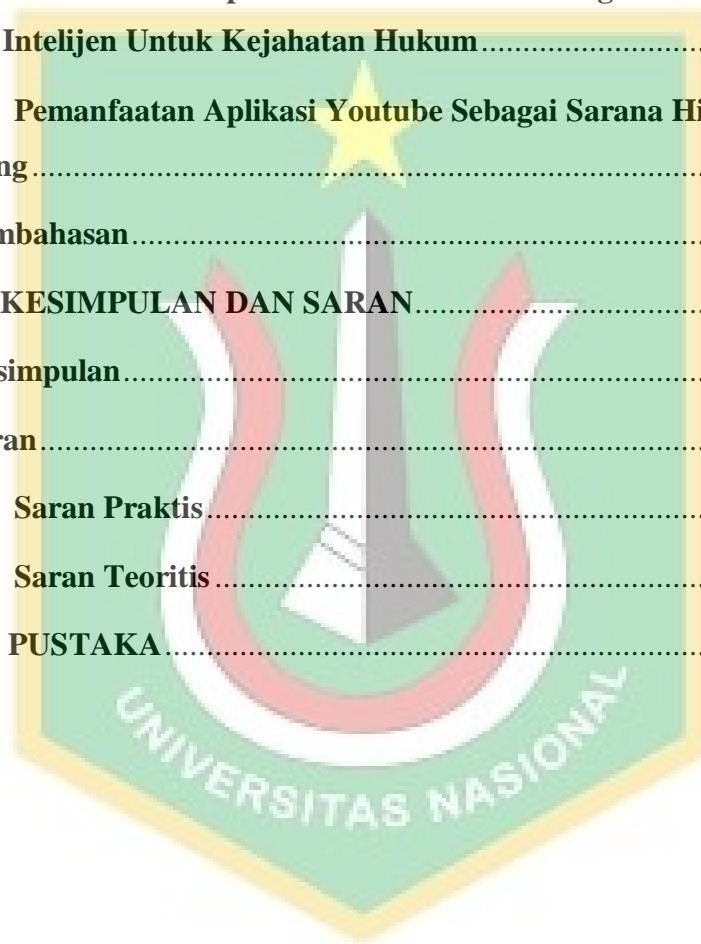 Intelijen Untuk Kejahatan Hukum....................................
Pemanfaatan Aplikasi Youtube Sebagai Sarana Hi
ng....................................................................................
mbahasan........................................................................
KESIMPULAN DAN SARAN...........................................
simpulan.........................................................................
ran...................................................................................
Saran Praktis...................................................................
Saran Teoritis..................................................................
PUSTAKA.......................................................................
UNIVERSITAS NASIONAL